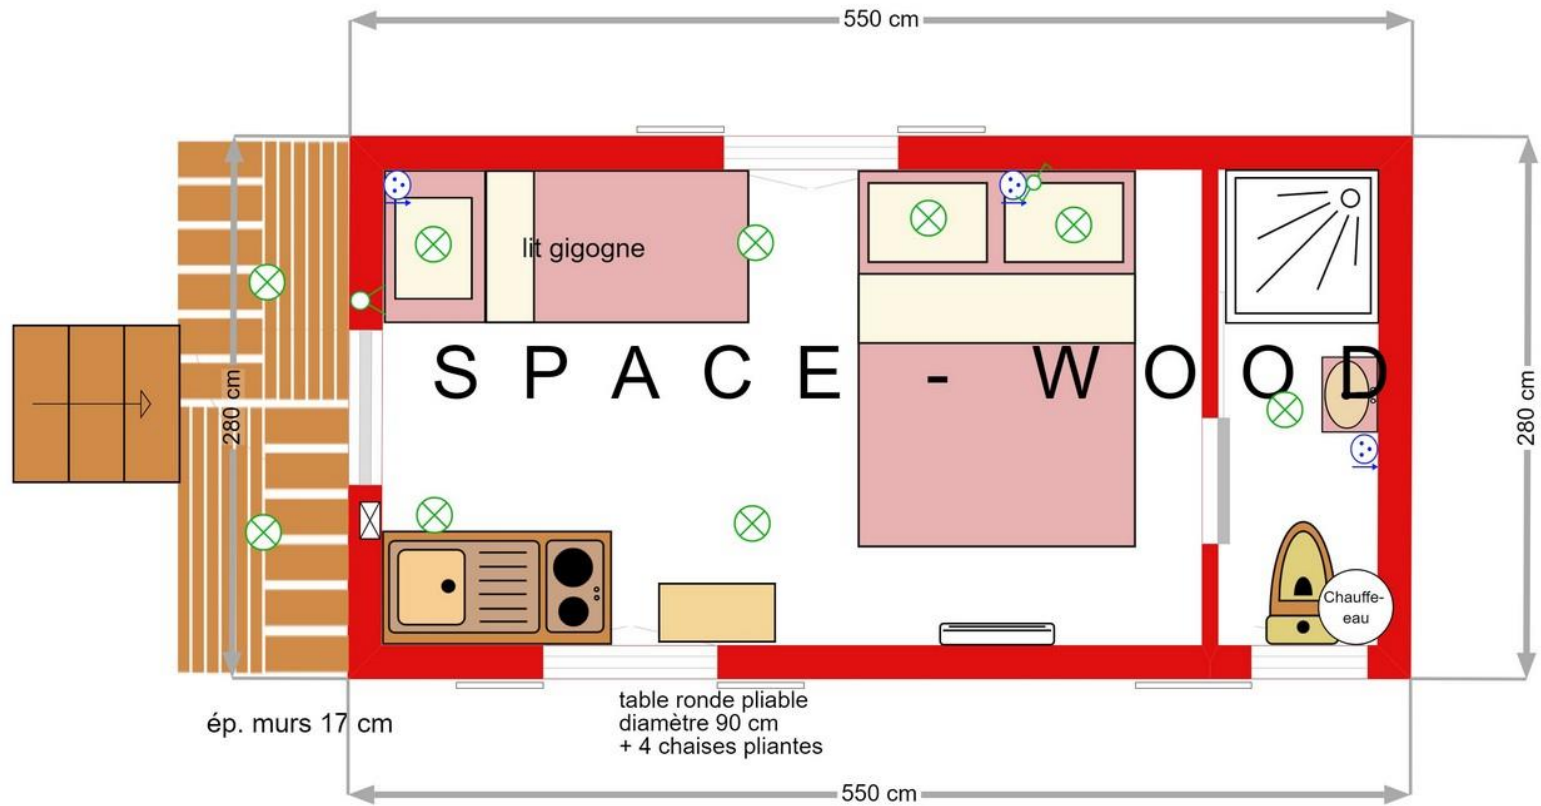 550 cm
lit gigogne
S P A C E - W O O D
280 cm
280 cm
Chauffe-
eau
table ronde pliable
diamètre 90 cm
+ 4 chaises pliantes
ép. murs 17 cm
550 cm